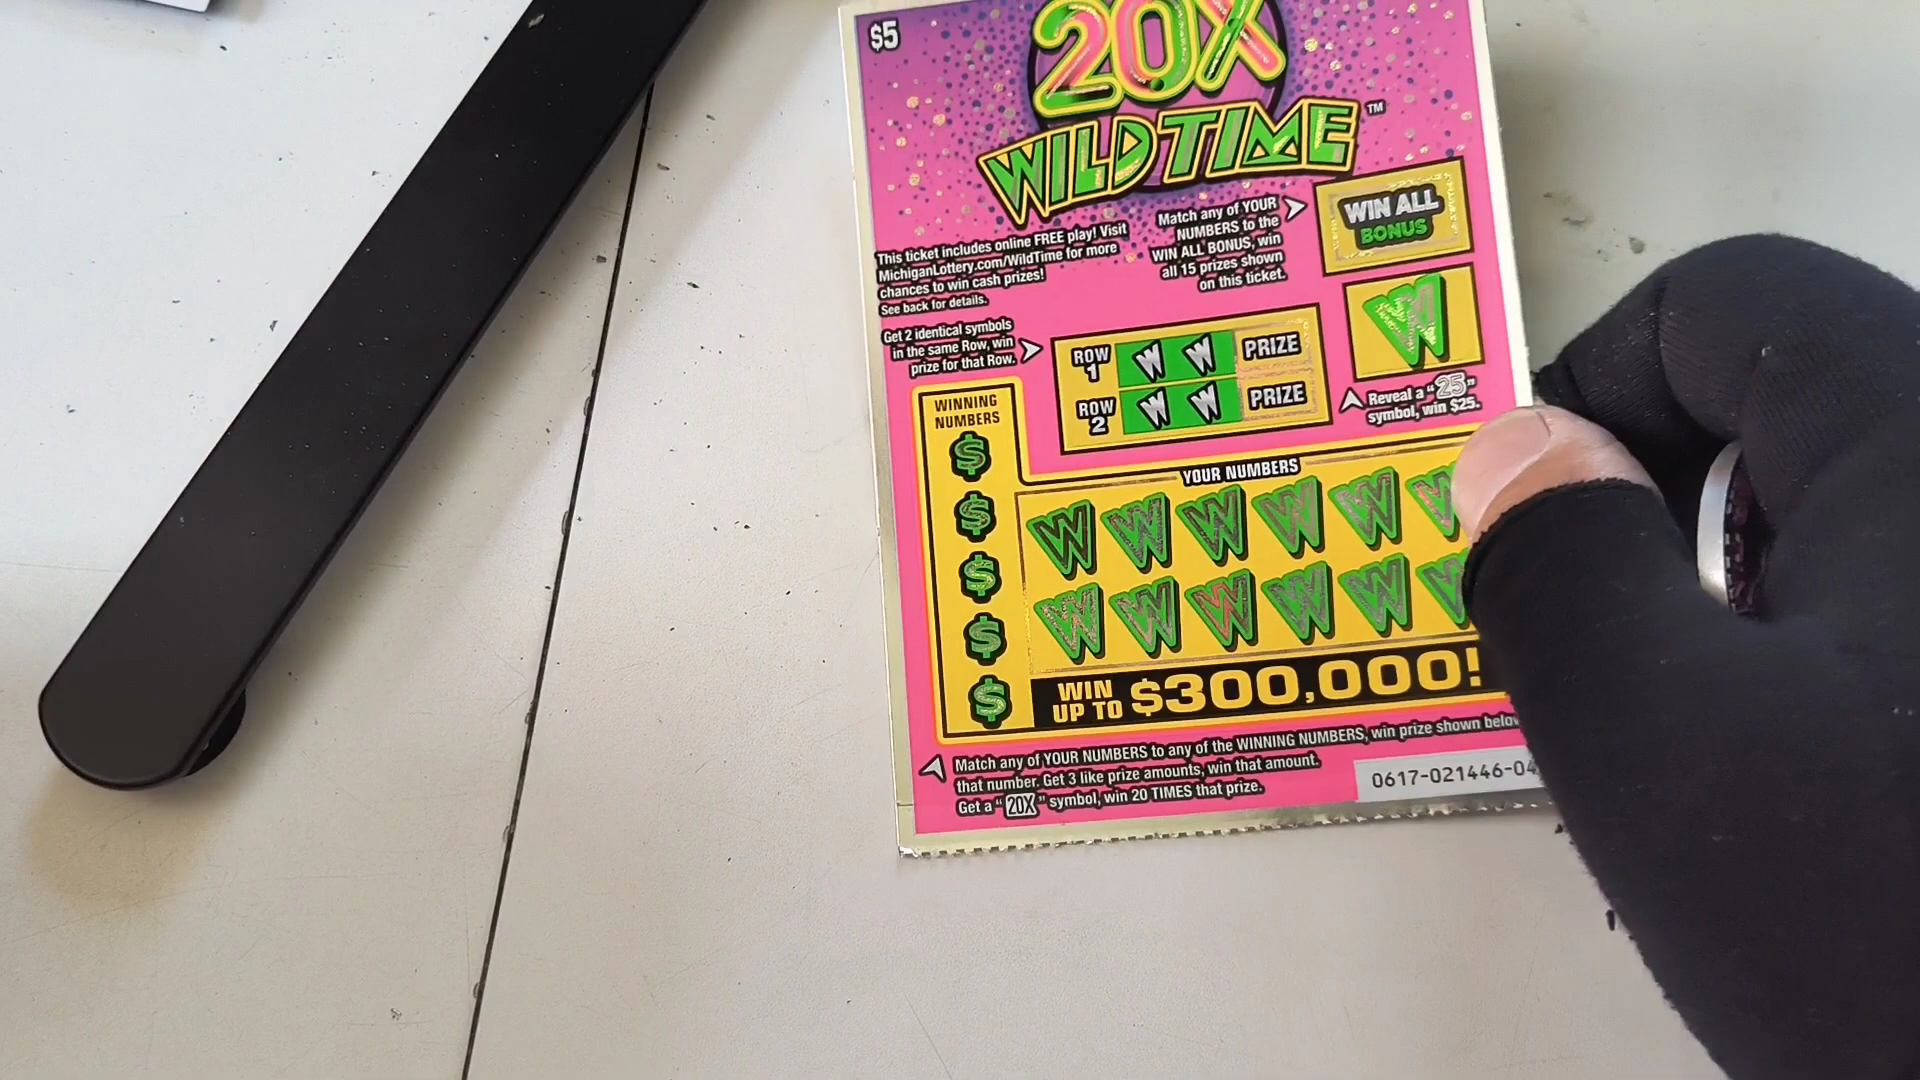 $5
20X
WILD TIME™
This ticket includes online FREE play! Visit
MichiganLottery.com/WildTime for more
chances to win cash prizes!
See back for details.
Match any of YOUR
NUMBERS to the
WIN ALL BONUS, win
all 15 prizes shown
on this ticket.
WIN ALL
BONUS
Get 2 identical symbols
in the same Row, win
prize for that Row.
ROW 1 W W PRIZE
ROW 2 W W PRIZE
W
Reveal a "25"
symbol, win $25.
WINNING
NUMBERS
$
$
$
$
$
YOUR NUMBERS
W W W W W W
W W W W W W
WIN
UP TO $300,000!
Match any of YOUR NUMBERS to any of the WINNING NUMBERS, win prize shown
that number. Get 3 like prize amounts, win that amount.
Get a "20X" symbol, win 20 TIMES that prize.
0617-021446-04